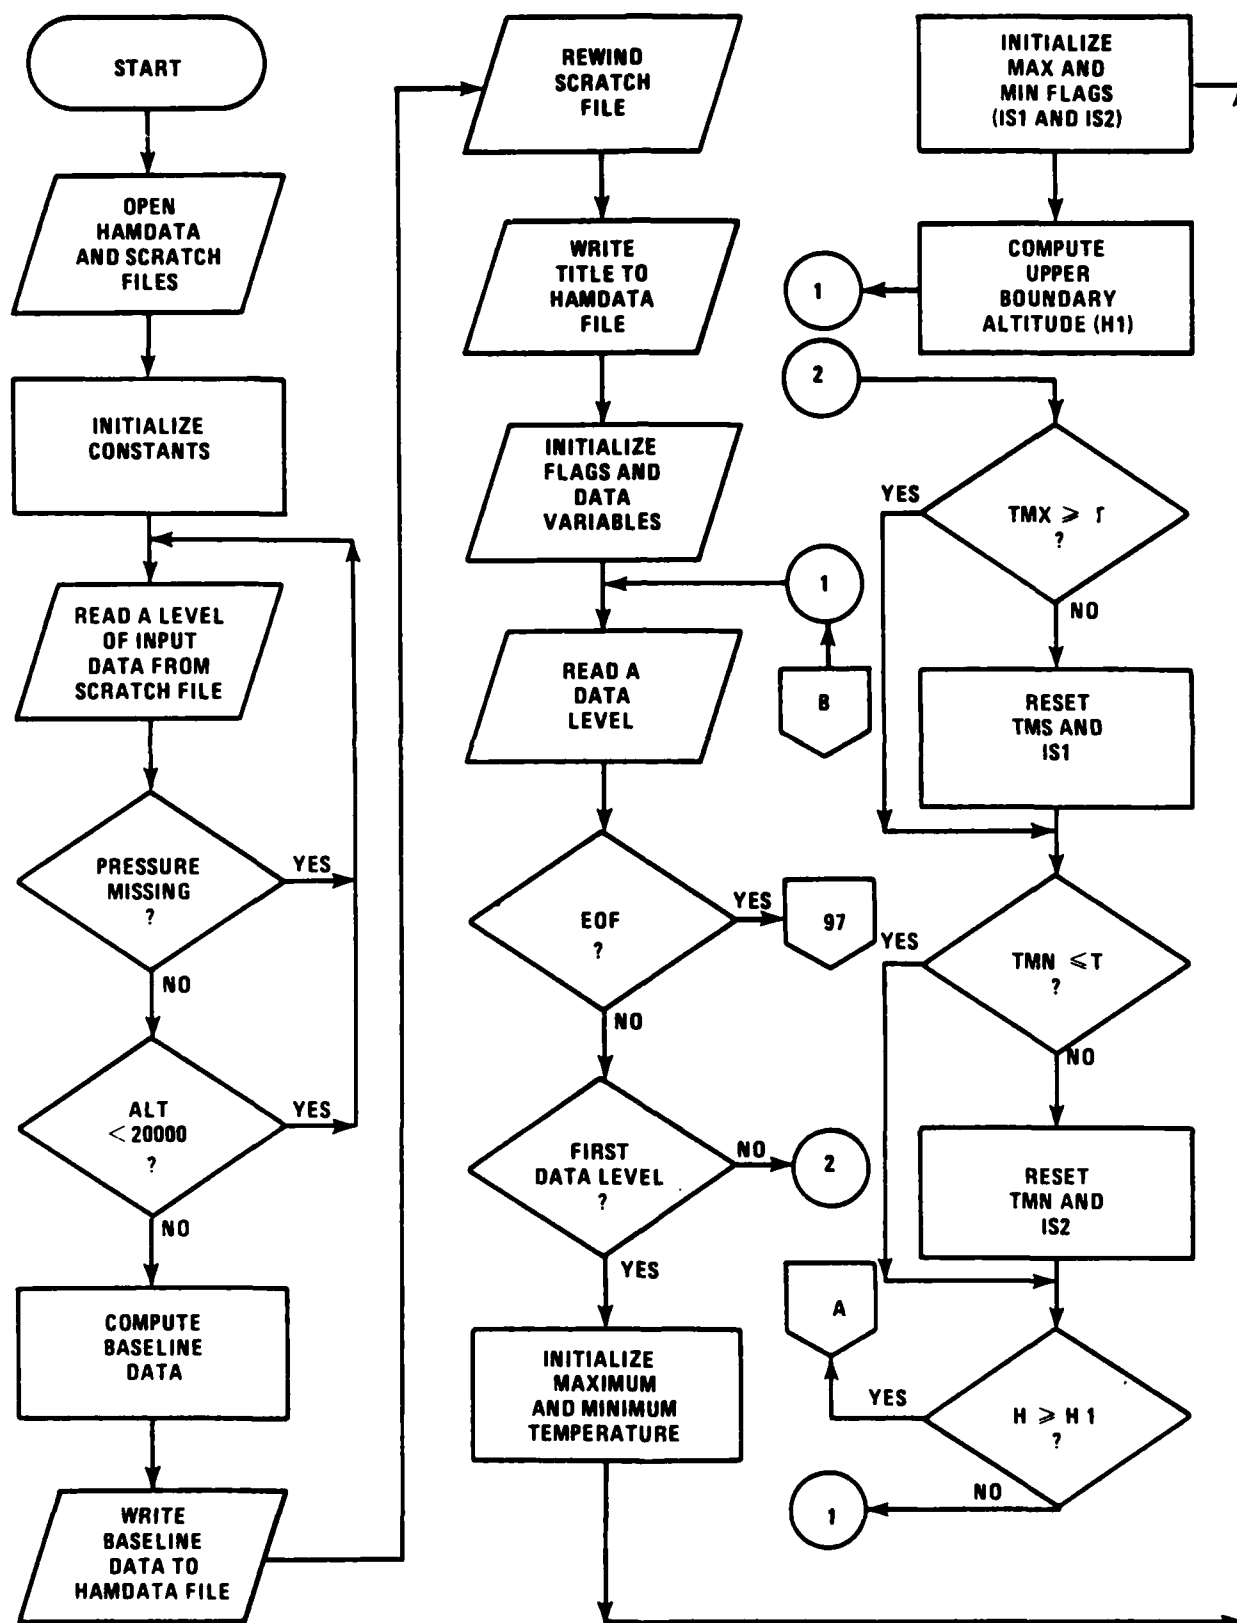 START
OPEN
HAMDATA
AND SCRATCH
FILES
INITIALIZE
CONSTANTS
READ A LEVEL
OF INPUT
DATA FROM
SCRATCH FILE
PRESSURE
MISSING
?
YES
NO
ALT
< 20000
?
YES
NO
COMPUTE
BASELINE
DATA
WRITE
BASELINE
DATA TO
HAMDATA FILE
REWIND
SCRATCH
FILE
WRITE
TITLE TO
HAMDATA
FILE
INITIALIZE
FLAGS AND
DATA
VARIABLES
1
B
READ A
DATA
LEVEL
EOF
?
YES
97
NO
FIRST
DATA LEVEL
?
NO
2
YES
INITIALIZE
MAXIMUM
AND MINIMUM
TEMPERATURE
INITIALIZE
MAX AND
MIN FLAGS
(IS1 AND IS2)
COMPUTE
UPPER
BOUNDARY
ALTITUDE (H1)
1
2
TMX ⩾ T
?
YES
NO
RESET
TMS AND
IS1
TMN ⩽ T
?
YES
NO
RESET
TMN AND
IS2
A
H ⩾ H1
?
YES
NO
1